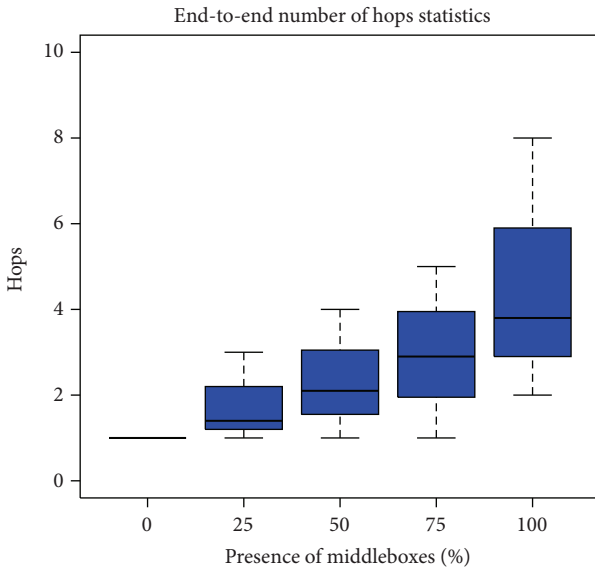 End-to-end number of hops statistics
10
8
6
4
2
0
Hops
0 25 50 75 100
Presence of middleboxes (%)